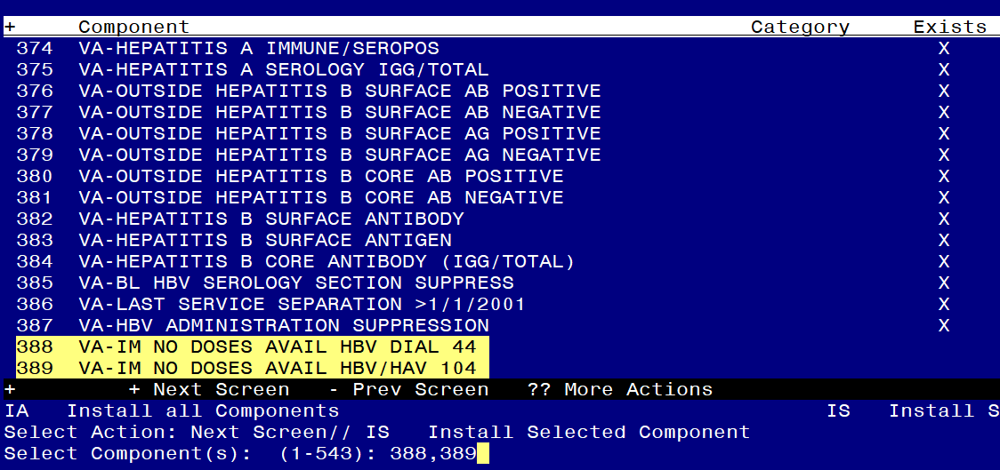 + Component Category Exists
374 VA-HEPATITIS A IMMUNE/SEROPOS X
375 VA-HEPATITIS A SEROLOGY IGG/TOTAL X
376 VA-OUTSIDE HEPATITIS B SURFACE AB POSITIVE X
377 VA-OUTSIDE HEPATITIS B SURFACE AB NEGATIVE X
378 VA-OUTSIDE HEPATITIS B SURFACE AG POSITIVE X
379 VA-OUTSIDE HEPATITIS B SURFACE AG NEGATIVE X
380 VA-OUTSIDE HEPATITIS B CORE AB POSITIVE X
381 VA-OUTSIDE HEPATITIS B CORE AB NEGATIVE X
382 VA-HEPATITIS B SURFACE ANTIBODY X
383 VA-HEPATITIS B SURFACE ANTIGEN X
384 VA-HEPATITIS B CORE ANTIBODY (IGG/TOTAL) X
385 VA-BL HBV SEROLOGY SECTION SUPPRESS X
386 VA-LAST SERVICE SEPARATION >1/1/2001 X
387 VA-HBV ADMINISTRATION SUPPRESSION X
388 VA-IM NO DOSES AVAIL HBV DIAL 44
389 VA-IM NO DOSES AVAIL HBV/HAV 104
+ + Next Screen - Prev Screen ?? More Actions
IA Install all Components IS Install S
Select Action: Next Screen// IS Install Selected Component
Select Component(s): (1-543): 388,389